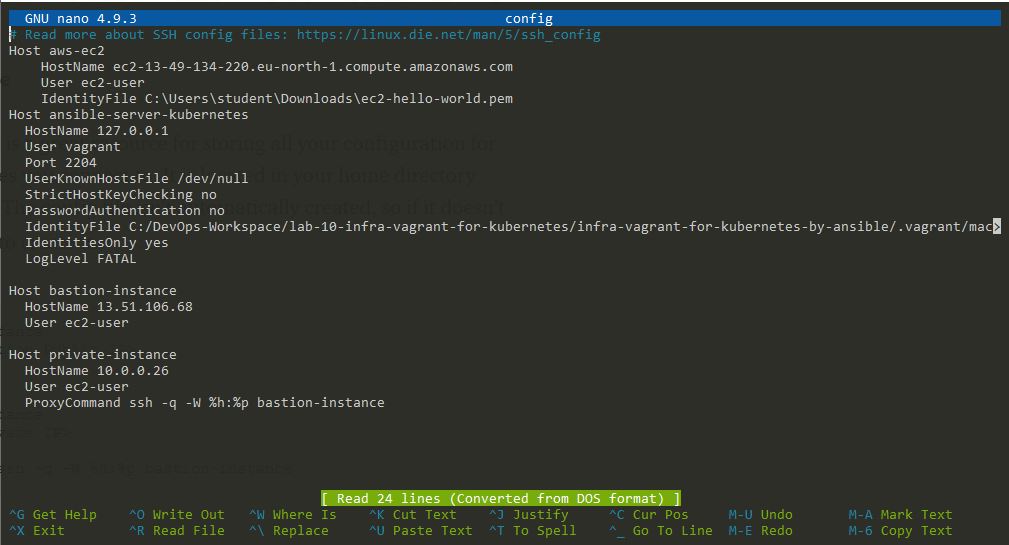 GNU nano 4.9.3 config
# Read more about SSH config files: https://linux.die.net/man/5/ssh_config
Host aws-ec2
HostName ec2-13-49-134-220.eu-north-1.compute.amazonaws.com
User ec2-user
IdentityFile C:\Users\student\Downloads\ec2-hello-world.pem
Host ansible-server-kubernetes
HostName 127.0.0.1
User vagrant
Port 2204
UserKnownHostsFile /dev/null
StrictHostKeyChecking no
PasswordAuthentication no
IdentityFile C:/DevOps-Workspace/lab-10-infra-vagrant-for-kubernetes/infra-vagrant-for-kubernetes-by-ansible/.vagrant/mac>
IdentitiesOnly yes
LogLevel FATAL
Host bastion-instance
HostName 13.51.106.68
User ec2-user
Host private-instance
HostName 10.0.0.26
User ec2-user
ProxyCommand ssh -q -W %h:%p bastion-instance
[ Read 24 lines (Converted from DOS format) ]
^G Get Help ^O Write Out ^W Where Is ^K Cut Text ^J Justify ^C Cur Pos M-U Undo M-A Mark Text
^X Exit ^R Read File ^\ Replace ^U Paste Text ^T To Spell ^_ Go To Line M-E Redo M-6 Copy Text